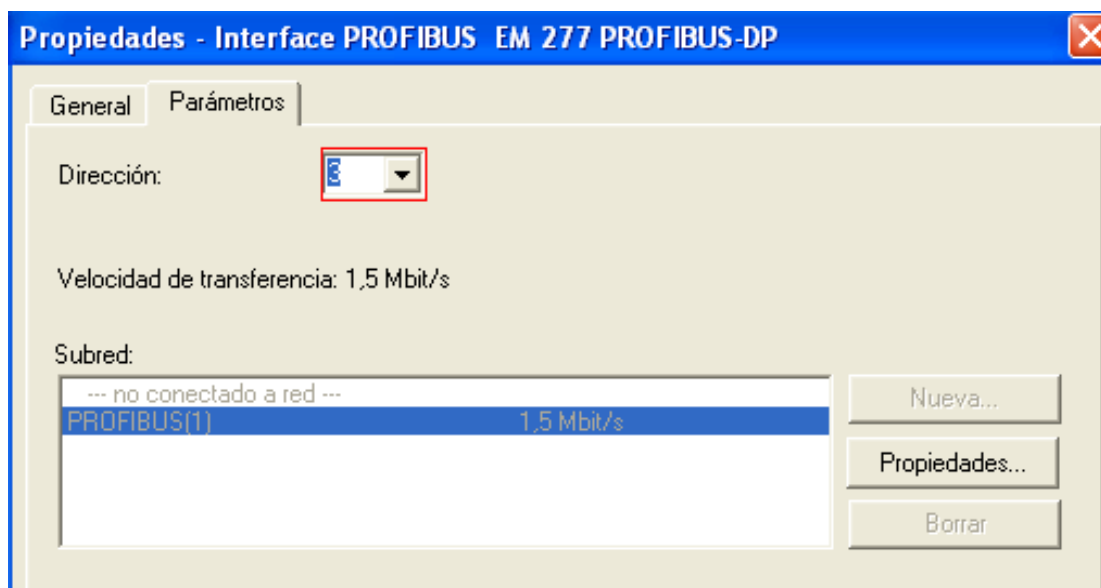 Propiedades - Interface PROFIBUS EM 277 PROFIBUS-DP
General Parámetros
Dirección: 3
Velocidad de transferencia: 1,5 Mbit/s
Subred:
--- no conectado a red ---
PROFIBUS(1) 1,5 Mbit/s
Nueva...
Propiedades...
Borrar